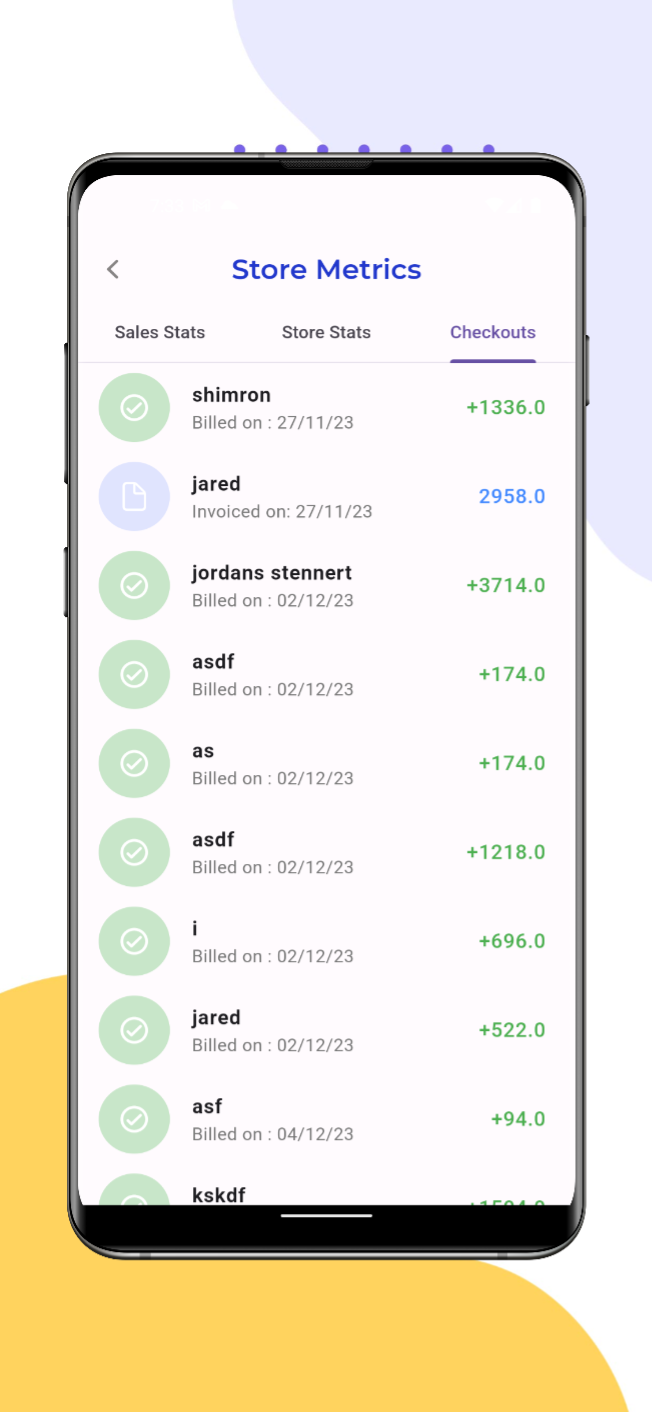 Store Metrics
Sales Stats Store Stats Checkouts
shimron
Billed on : 27/11/23
+1336.0
jared
Invoiced on: 27/11/23
2958.0
jordans stennert
Billed on : 02/12/23
+3714.0
asdf
Billed on : 02/12/23
+174.0
as
Billed on : 02/12/23
+174.0
asdf
Billed on : 02/12/23
+1218.0
i
Billed on : 02/12/23
+696.0
jared
Billed on : 02/12/23
+522.0
asf
Billed on : 04/12/23
+94.0
kskdf